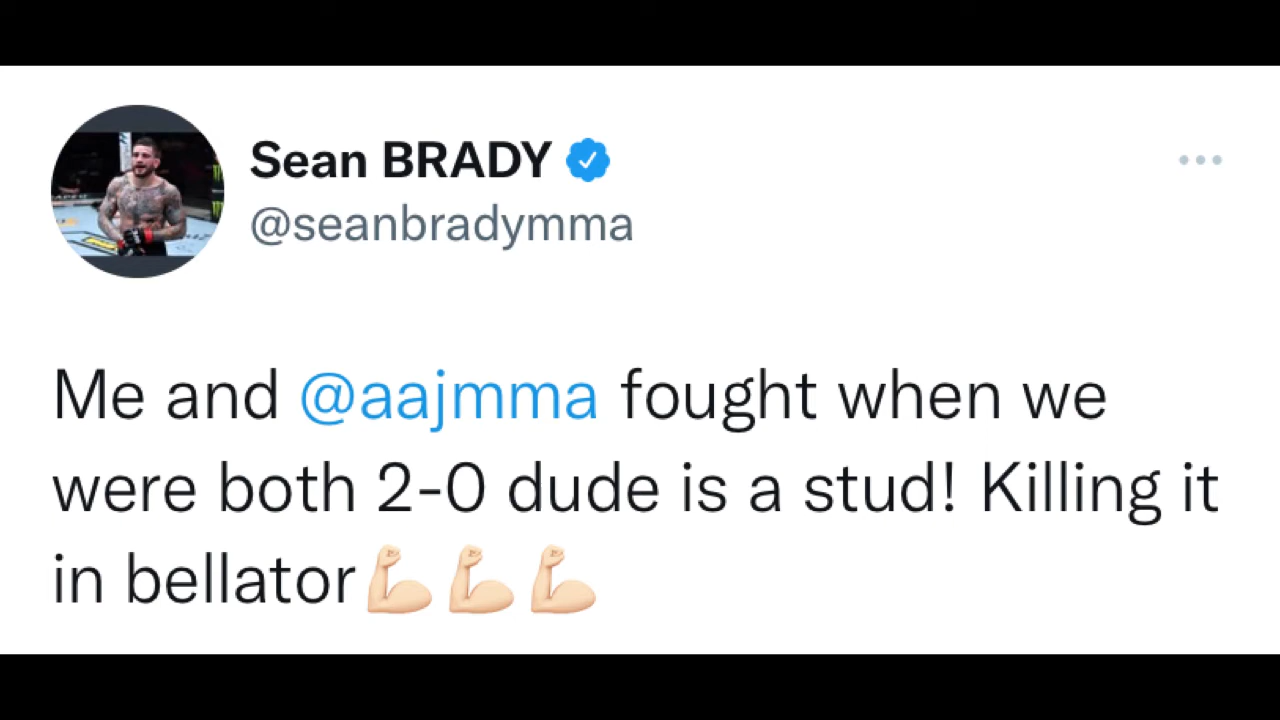 Sean BRADY
@seanbradymma
Me and @aajmma fought when we
were both 2-0 dude is a stud! Killing it
in bellator💪🏻💪🏻💪🏻